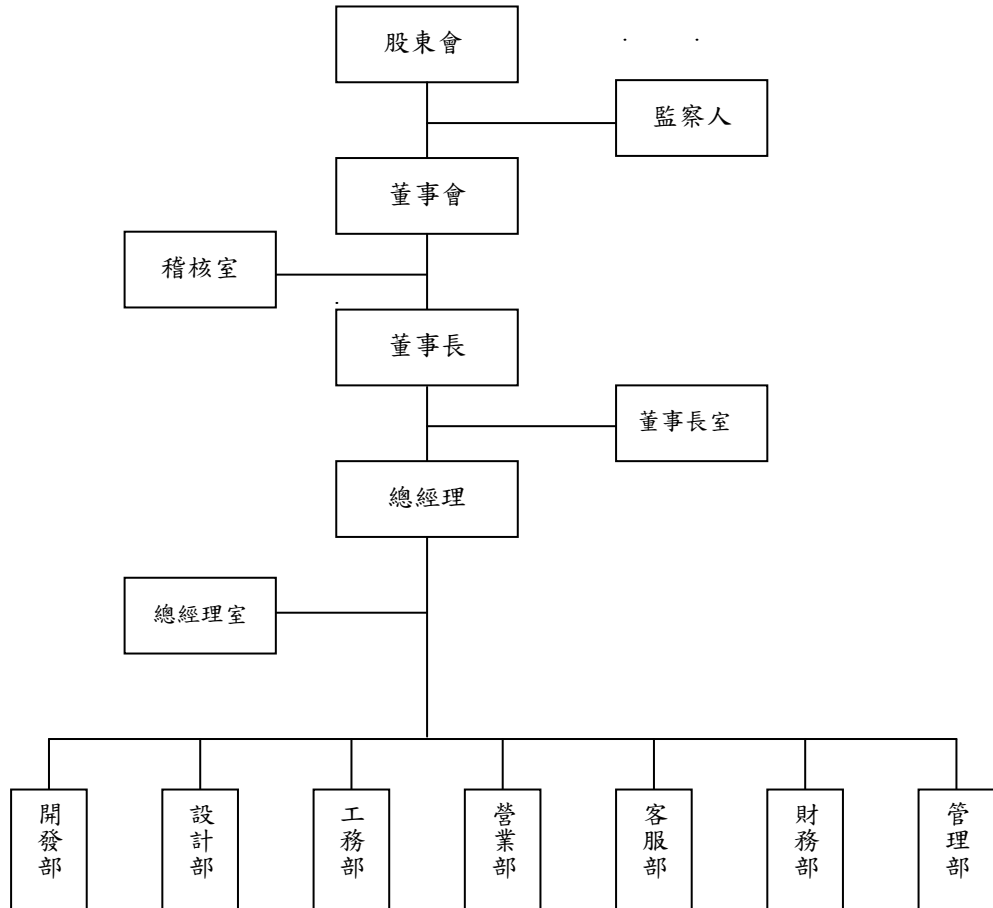 股東會
監察人
董事會
稽核室
董事長
董事長室
總經理
總經理室
開發部
設計部
工務部
營業部
客服部
財務部
管理部